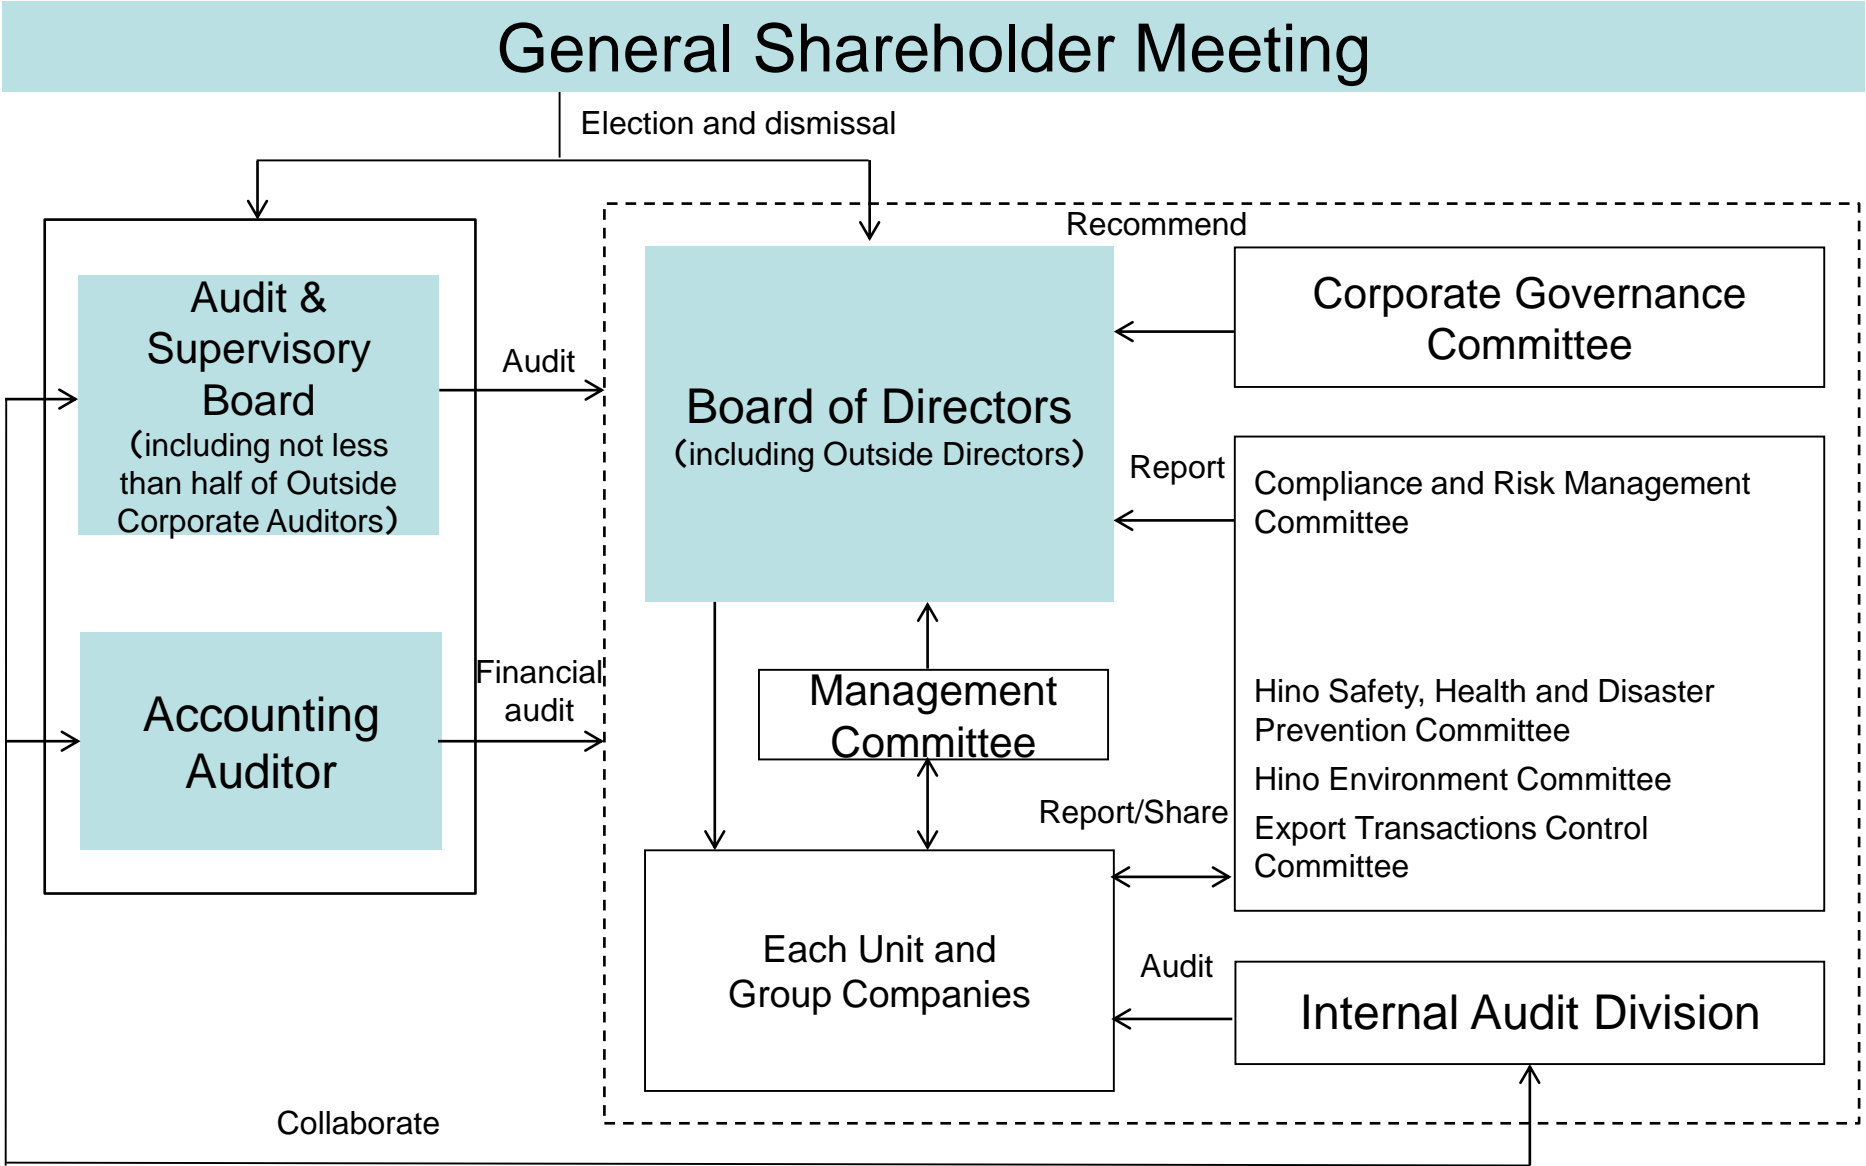 General Shareholder Meeting
Election and dismissal
Audit &
Supervisory
Board
（including not less
than half of Outside
Corporate Auditors）
Audit
Accounting
Auditor
Financial
audit
Recommend
Board of Directors
（including Outside Directors）
Corporate Governance
Committee
Report
Compliance and Risk Management
Committee
Hino Safety, Health and Disaster
Prevention Committee
Hino Environment Committee
Export Transactions Control
Committee
Management
Committee
Report/Share
Each Unit and
Group Companies
Audit
Internal Audit Division
Collaborate